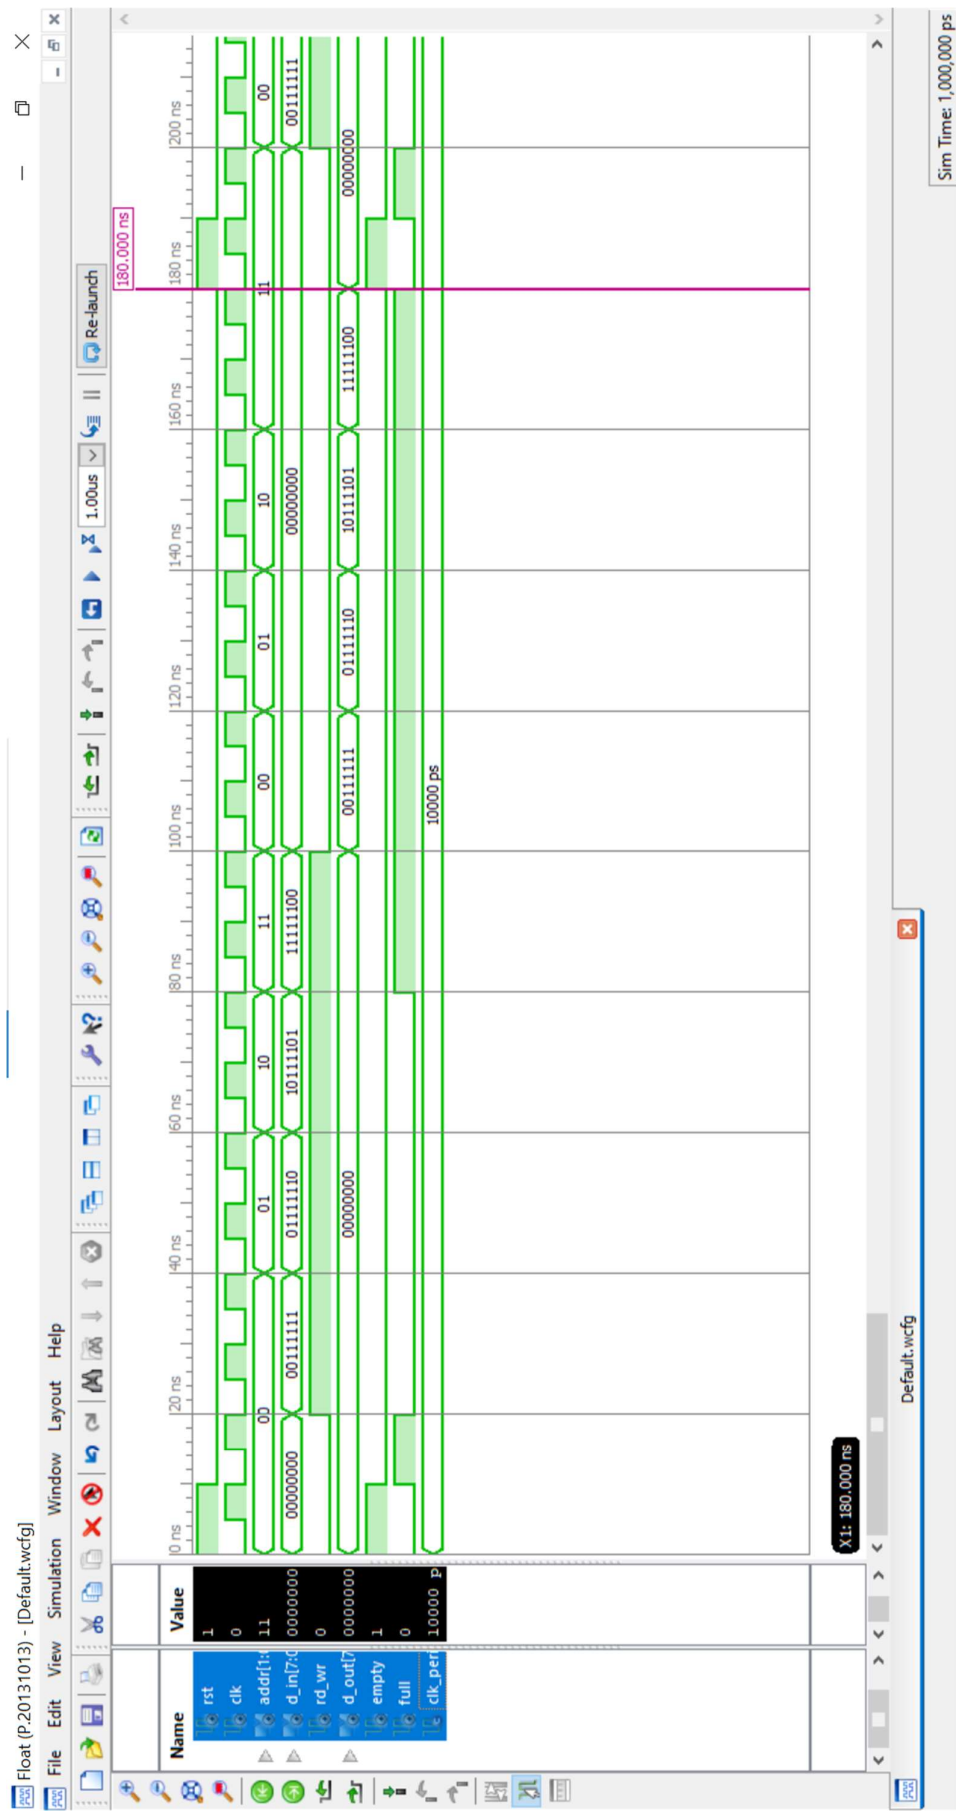 Float (P.20131013) - [Default.wcfg]
File Edit View Simulation Window Layout Help
1.00us
Re-launch
180.000 ns
Name
Value
0 ns 20 ns 40 ns 60 ns 80 ns 100 ns 120 ns 140 ns 160 ns 180 ns 200 ns
rst 1
clk 0
addr[1:0 11 00 01 10 11 00 01 10 11 00
d_in[7:0 00000000 00000000 00111111 01111110 10111101 11111100 00000000 00111111
rd_wr 0
d_out[7 00000000 00000000 00111111 01111110 10111101 11111100 00000000
empty 1
full 0
clk_peri 10000 p 10000 ps
X1: 180.000 ns
Default.wcfg
Sim Time: 1,000,000 ps